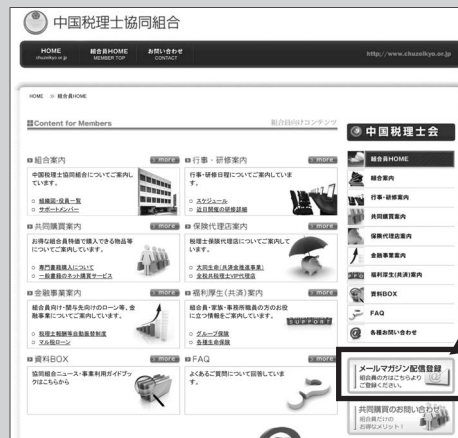 中国税理士協同組合
HOME
chuzeikyo.or.jp
組合員HOME
MEMBER TOP
お問い合わせ
CONTACT
http://www.chuzeikyo.or.jp
HOME ≫ 組合員HOME
Content for Members
組合員向けコンテンツ
組合案内
more
中国税理士協同組合についてご案内し
ています。
組織図・役員一覧
サポートメンバー
行事・研修案内
more
行事・研修日程についてご案内していま
す。
スケジュール
近日開催の研修詳細
共同購買案内
more
お得な組合員特価で購入できる物品等
についてご案内しています。
専門書籍購入について
一般書籍のネット購買サービス
保険代理店案内
more
税理士保険代理店についてご案内して
います。
大同生命(共済会推進事業)
全税共税理士VIP代理店
金融事業案内
more
組合員向け・関与先向けのローン等、金
融事業についてご案内しています。
税理士報酬等自動振替制度
マル税ローン
福利厚生(共済)案内
more
組合員・家族・事務所職員の方のお役
に立つ情報をご案内しています。
SUPPORT
グループ保険
各種生命保険
資料BOX
more
協同組合ニュース・事業利用ガイドブッ
クはこちらから
FAQ
more
よくあるご質問について回答していま
す。
中国税理士会
組合員HOME
組合案内
行事・研修案内
共同購買案内
保険代理店案内
金融事業案内
福利厚生(共済)案内
資料BOX
FAQ
各種お問い合わせ
メールマガジン配信登録
組合員の方はこちらより
ご登録ください。
共同購買のお問い合わせ
組合員だけの
お得なメリット!